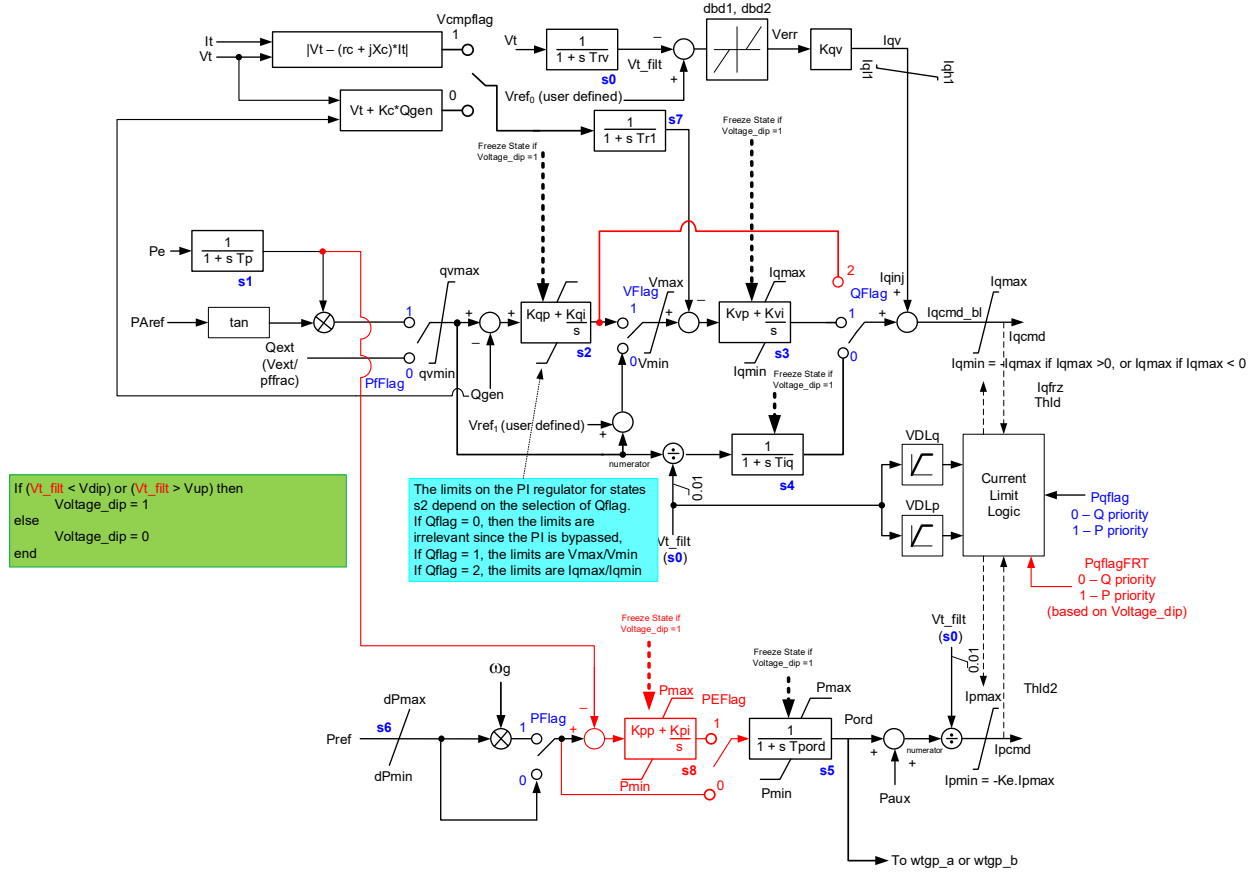 dbd1, dbd2
Vcmpflag
It
Vt
|Vt – (rc + jXc)*It|
1
Vt
1
1 + s Trv
s0
Vt_filt
–
+
Vref0 (user defined)
Verr
Kqv
Iqv
Iql1
Iqh1
Vt + Kc*Qgen
0
1
1 + s Tr1
s7
Freeze State if
Voltage_dip =1
Freeze State if
Voltage_dip =1
Pe
1
1 + s Tp
s1
PAref
tan
Qext
(Vext/
pffrac)
1
0
PfFlag
qvmax
qvmin
+
–
+
Qgen
Kqp + Kqi
s
s2
VFlag
1
0
Vmax
Vmin
+
–
+
Kvp + Kvi
s
s3
Iqmax
Iqmin
2
QFlag
1
0
Iqinj
+
+
Iqcmd_bl
Iqmax
Iqcmd
Iqmin = -Iqmax if Iqmax >0, or Iqmax if Iqmax < 0
Freeze State if
Voltage_dip =1
Vref1 (user defined)
+
+
numerator
÷
0.01
1
1 + s Tiq
s4
Vt_filt
(s0)
Iqfrz
Thld
VDLq
VDLp
Current
Limit
Logic
Pqflag
0 – Q priority
1 – P priority
PqflagFRT
0 – Q priority
1 – P priority
(based on Voltage_dip)
If (Vt_filt < Vdip) or (Vt_filt > Vup) then
Voltage_dip = 1
else
Voltage_dip = 0
end
The limits on the PI regulator for states
s2 depend on the selection of Qflag.
If Qflag = 0, then the limits are
irrelevant since the PI is bypassed,
If Qflag = 1, the limits are Vmax/Vmin
If Qflag = 2, the limits are Iqmax/Iqmin
Freeze State if
Voltage_dip =1
Freeze State if
Voltage_dip =1
Vt_filt
(s0)
0.01
Ipmax
Thld2
ωg
s6
dPmax
Pref
dPmin
PFlag
1
0
–
+
+
Pmax
Kpp + Kpi
s
Pmin
s8
PEFlag
1
0
Pmax
1
1 + s Tpord
s5
Pmin
Pord
+
+
Paux
numerator
+
÷
Ipcmd
Ipmin = -Ke.Ipmax
To wtgp_a or wtgp_b